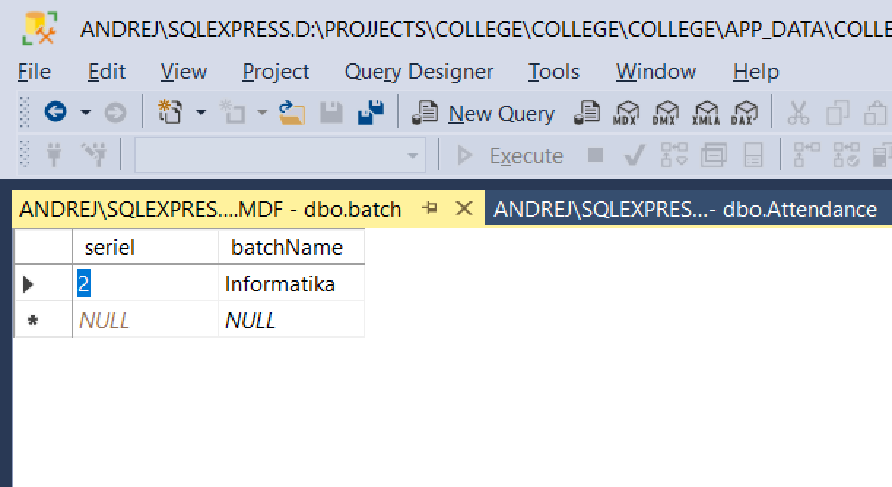 ANDREJ\SQLEXPRESS.D:\PROJJECTS\COLLEGE\COLLEGE\COLLEGE\APP_DATA\COLLE
File Edit View Project Query Designer Tools Window Help
New Query MDX DMX XMLA DAX
Execute
ANDREJ\SQLEXPRES....MDF - dbo.batch ANDREJ\SQLEXPRES...- dbo.Attendance
seriel batchName
2 Informatika
NULL NULL